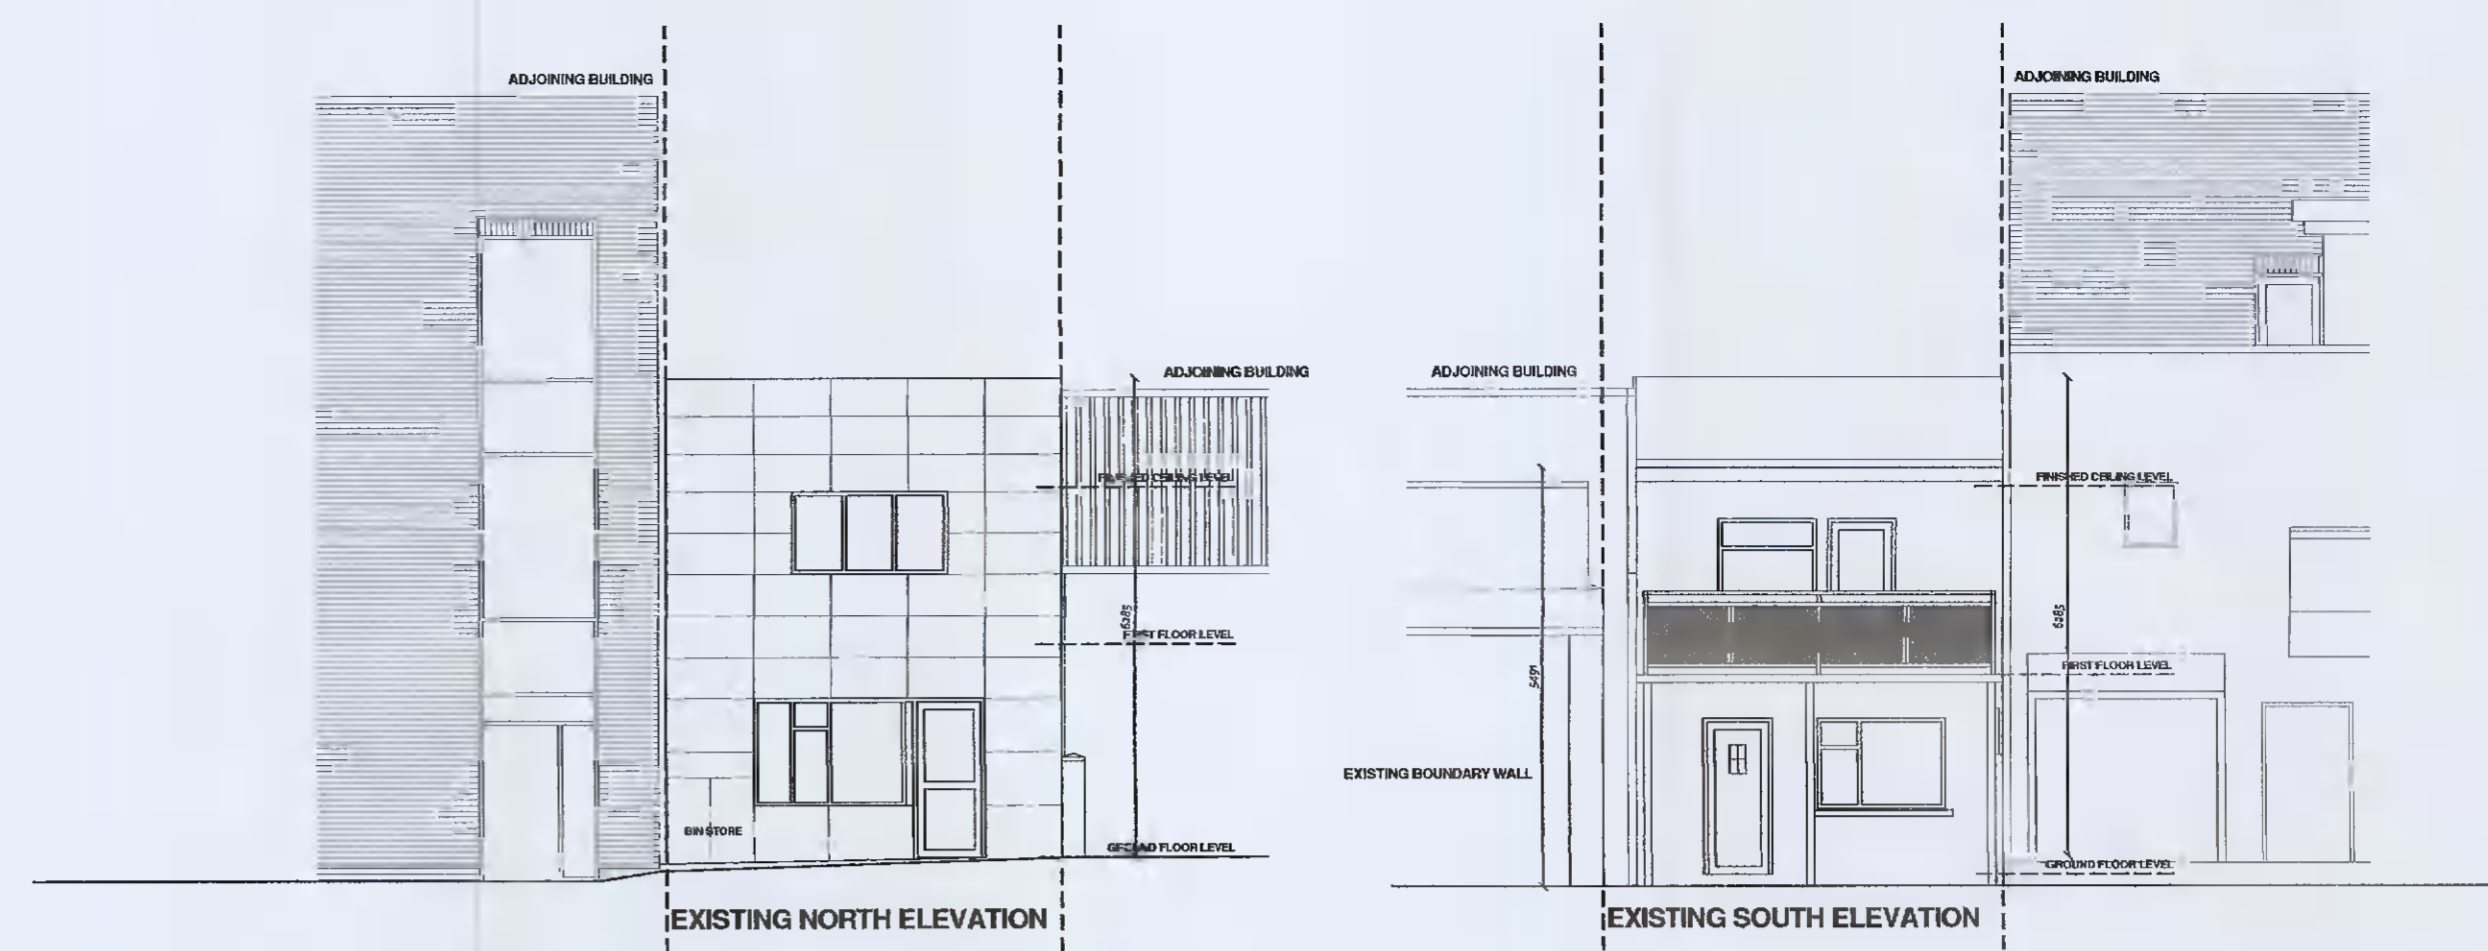 ADJOINING BUILDING
ADJOINING BUILDING
FINISHED CEILING LEVEL
6285
FIRST FLOOR LEVEL
BIN STORE
GROUND FLOOR LEVEL
EXISTING NORTH ELEVATION
ADJOINING BUILDING
ADJOINING BUILDING
FINISHED CEILING LEVEL
6285
FIRST FLOOR LEVEL
5491
EXISTING BOUNDARY WALL
GROUND FLOOR LEVEL
EXISTING SOUTH ELEVATION